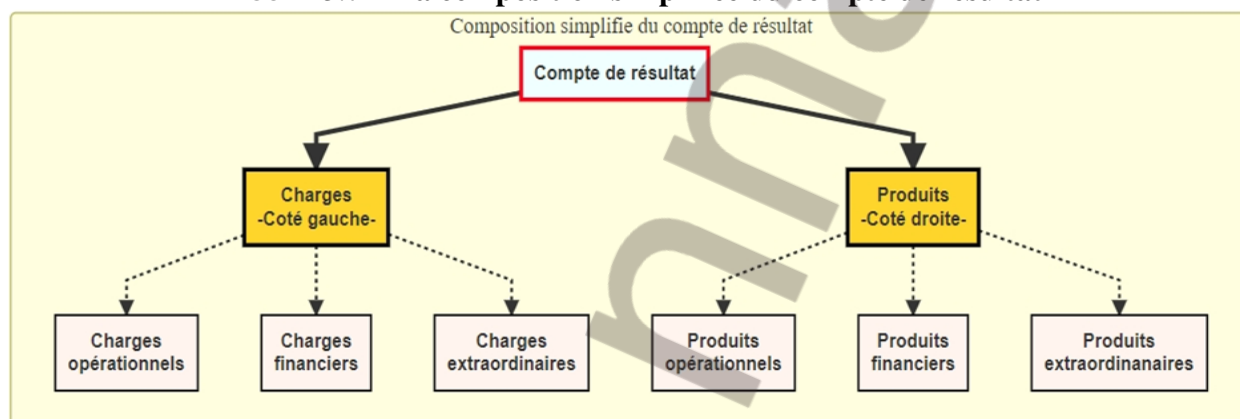 Composition simplifie du compte de résultat
Compte de résultat
Charges
-Coté gauche-
Produits
-Coté droite-
Charges
opérationnels
Charges
financiers
Charges
extraordinaires
Produits
opérationnels
Produits
financiers
Produits
extraordinanaires